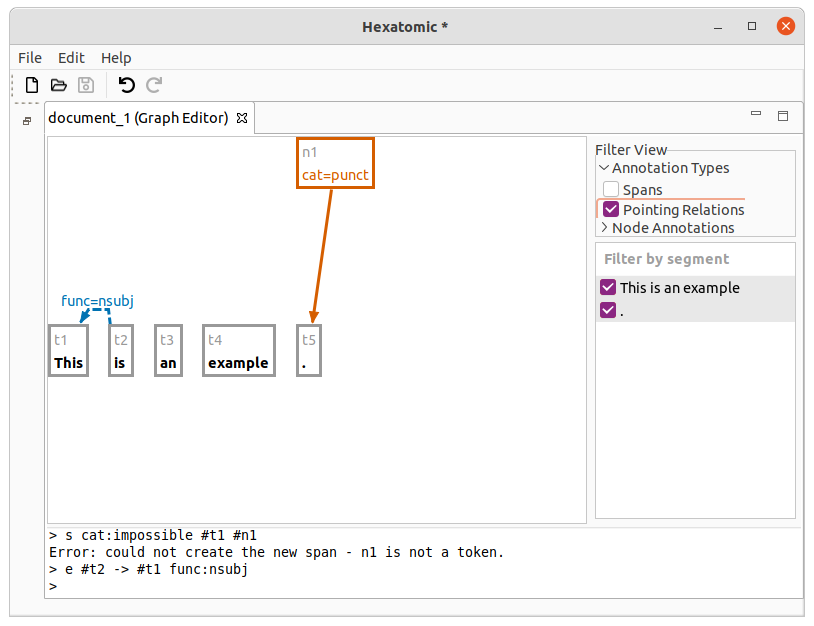 Hexatomic *
File Edit Help
document_1 (Graph Editor)
n1
cat=punct
func=nsubj
t1 t2 t3 t4 t5
This is an example .
Filter View
Annotation Types
Spans
Pointing Relations
Node Annotations
Filter by segment
This is an example
.
> s cat:impossible #t1 #n1
Error: could not create the new span - n1 is not a token.
> e #t2 -> #t1 func:nsubj
>